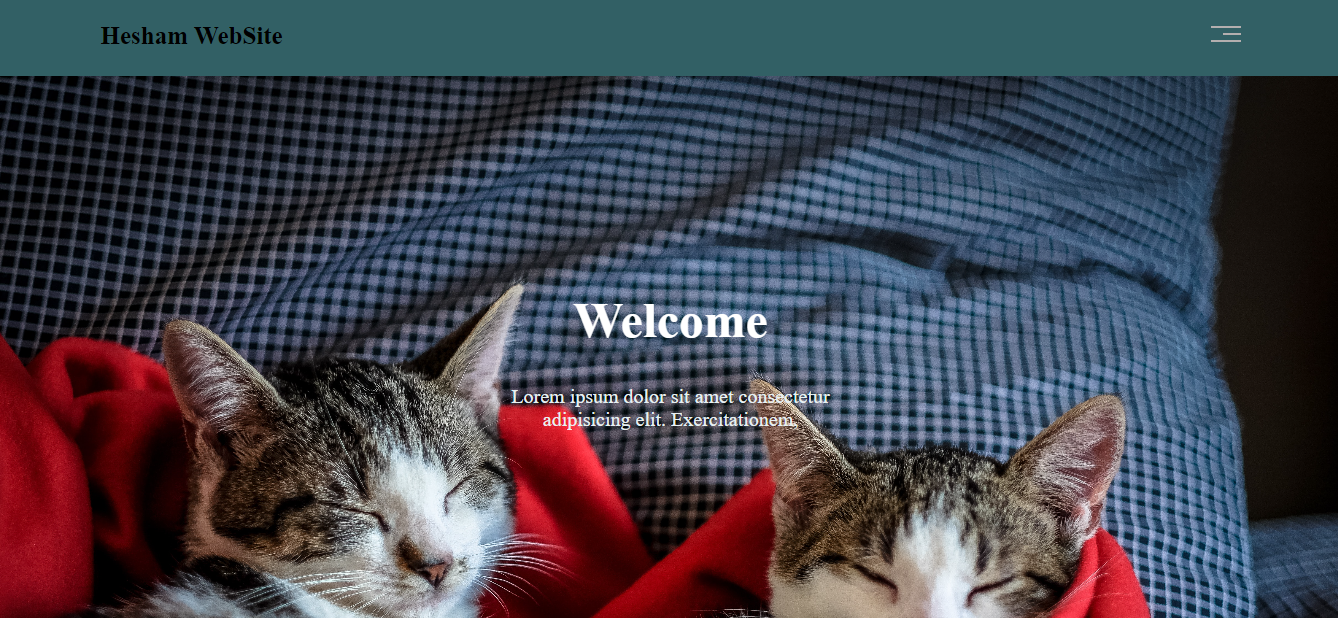 Hesham WebSite
Welcome
Lorem ipsum dolor sit amet consectetur
adipisicing elit. Exercitationem,